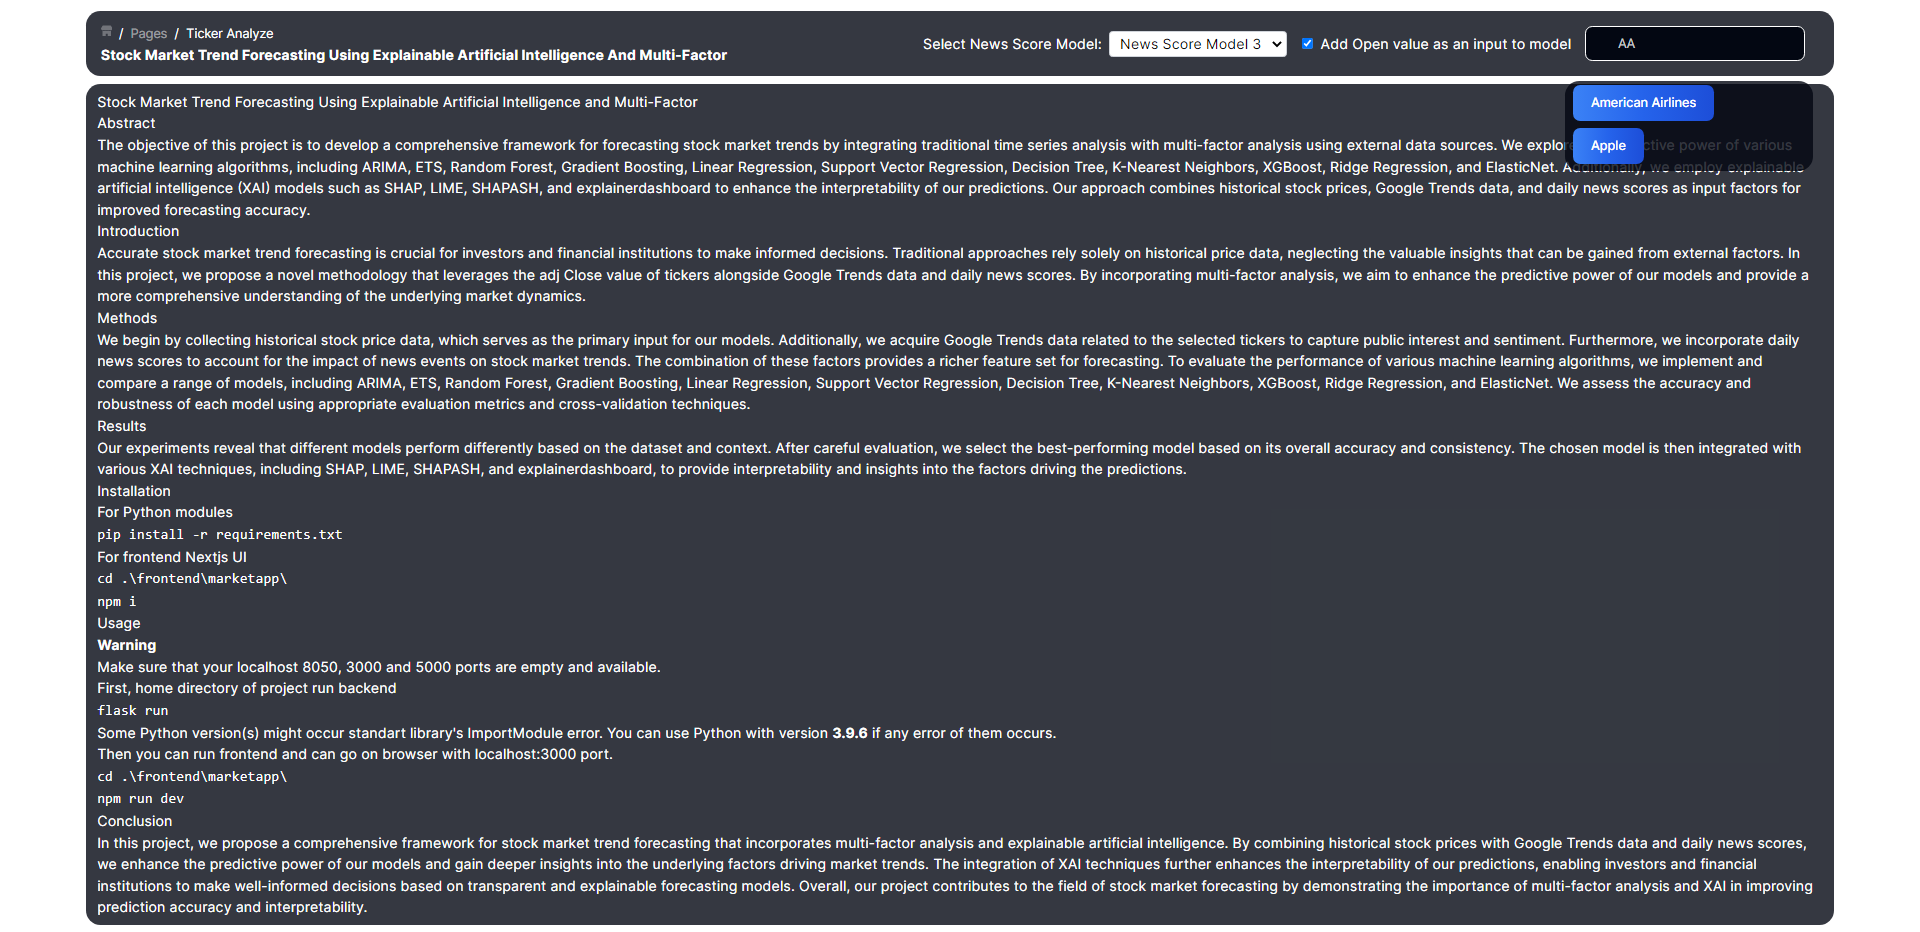 / Pages / Ticker Analyze
Stock Market Trend Forecasting Using Explainable Artificial Intelligence And Multi-Factor
Select News Score Model: News Score Model 3 Add Open value as an input to model AA
American Airlines
Apple
Stock Market Trend Forecasting Using Explainable Artificial Intelligence and Multi-Factor
Abstract
The objective of this project is to develop a comprehensive framework for forecasting stock market trends by integrating traditional time series analysis with multi-factor analysis using external data sources. We explore ctive power of various
machine learning algorithms, including ARIMA, ETS, Random Forest, Gradient Boosting, Linear Regression, Support Vector Regression, Decision Tree, K-Nearest Neighbors, XGBoost, Ridge Regression, and ElasticNet. Additionally, we employ explainable
artificial intelligence (XAI) models such as SHAP, LIME, SHAPASH, and explainerdashboard to enhance the interpretability of our predictions. Our approach combines historical stock prices, Google Trends data, and daily news scores as input factors for
improved forecasting accuracy.
Introduction
Accurate stock market trend forecasting is crucial for investors and financial institutions to make informed decisions. Traditional approaches rely solely on historical price data, neglecting the valuable insights that can be gained from external factors. In
this project, we propose a novel methodology that leverages the adj Close value of tickers alongside Google Trends data and daily news scores. By incorporating multi-factor analysis, we aim to enhance the predictive power of our models and provide a
more comprehensive understanding of the underlying market dynamics.
Methods
We begin by collecting historical stock price data, which serves as the primary input for our models. Additionally, we acquire Google Trends data related to the selected tickers to capture public interest and sentiment. Furthermore, we incorporate daily
news scores to account for the impact of news events on stock market trends. The combination of these factors provides a richer feature set for forecasting. To evaluate the performance of various machine learning algorithms, we implement and
compare a range of models, including ARIMA, ETS, Random Forest, Gradient Boosting, Linear Regression, Support Vector Regression, Decision Tree, K-Nearest Neighbors, XGBoost, Ridge Regression, and ElasticNet. We assess the accuracy and
robustness of each model using appropriate evaluation metrics and cross-validation techniques.
Results
Our experiments reveal that different models perform differently based on the dataset and context. After careful evaluation, we select the best-performing model based on its overall accuracy and consistency. The chosen model is then integrated with
various XAI techniques, including SHAP, LIME, SHAPASH, and explainerdashboard, to provide interpretability and insights into the factors driving the predictions.
Installation
For Python modules
pip install -r requirements.txt
For frontend Nextjs UI
cd .\frontend\marketapp\
npm i
Usage
Warning
Make sure that your localhost 8050, 3000 and 5000 ports are empty and available.
First, home directory of project run backend
flask run
Some Python version(s) might occur standart library's ImportModule error. You can use Python with version 3.9.6 if any error of them occurs.
Then you can run frontend and can go on browser with localhost:3000 port.
cd .\frontend\marketapp\
npm run dev
Conclusion
In this project, we propose a comprehensive framework for stock market trend forecasting that incorporates multi-factor analysis and explainable artificial intelligence. By combining historical stock prices with Google Trends data and daily news scores,
we enhance the predictive power of our models and gain deeper insights into the underlying factors driving market trends. The integration of XAI techniques further enhances the interpretability of our predictions, enabling investors and financial
institutions to make well-informed decisions based on transparent and explainable forecasting models. Overall, our project contributes to the field of stock market forecasting by demonstrating the importance of multi-factor analysis and XAI in improving
prediction accuracy and interpretability.